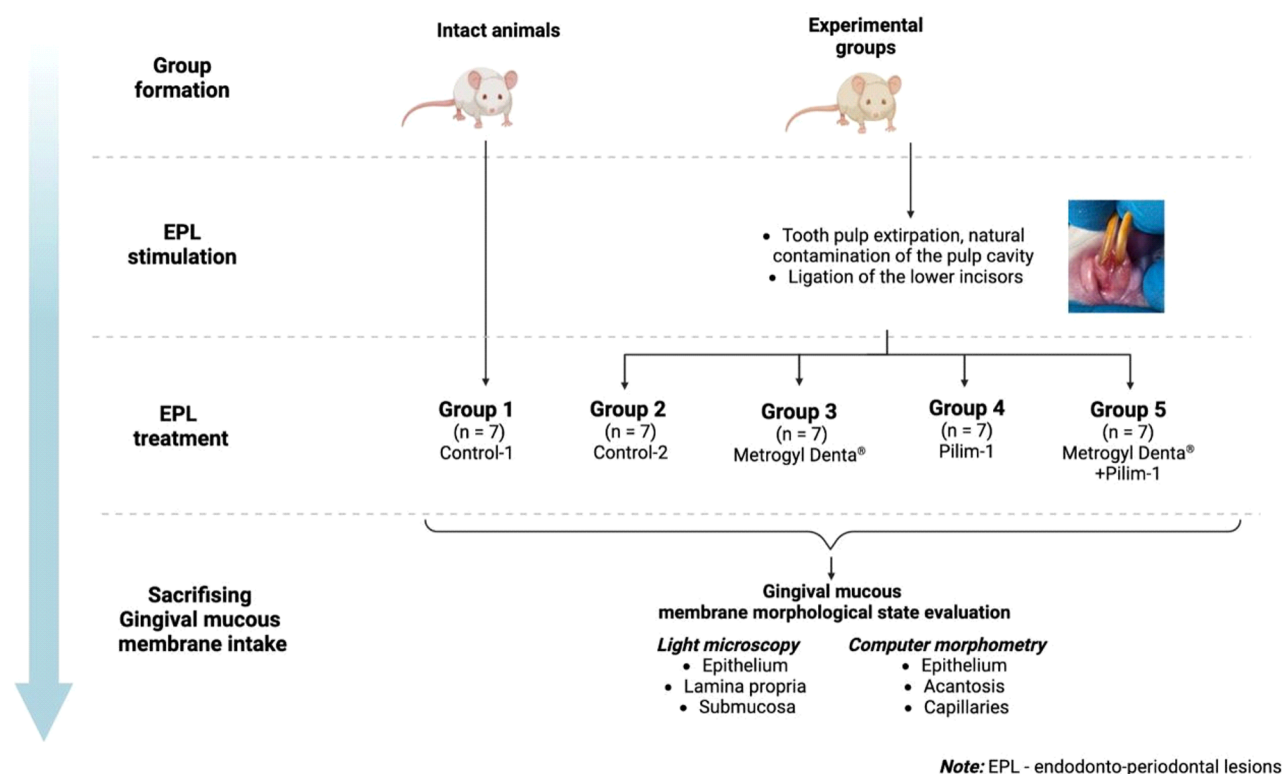 Intact animals
Experimental
groups
Group
formation
EPL
stimulation
• Tooth pulp extirpation, natural
contamination of the pulp cavity
• Ligation of the lower incisors
EPL
treatment
Group 1
(n = 7)
Control-1
Group 2
(n = 7)
Control-2
Group 3
(n = 7)
Metrogyl Denta®
Group 4
(n = 7)
Pilim-1
Group 5
(n = 7)
Metrogyl Denta®
+Pilim-1
Sacrifising
Gingival mucous
membrane intake
Gingival mucous
membrane morphological state evaluation
Light microscopy
• Epithelium
• Lamina propria
• Submucosa
Computer morphometry
• Epithelium
• Acantosis
• Capillaries
Note: EPL - endodonto-periodontal lesions